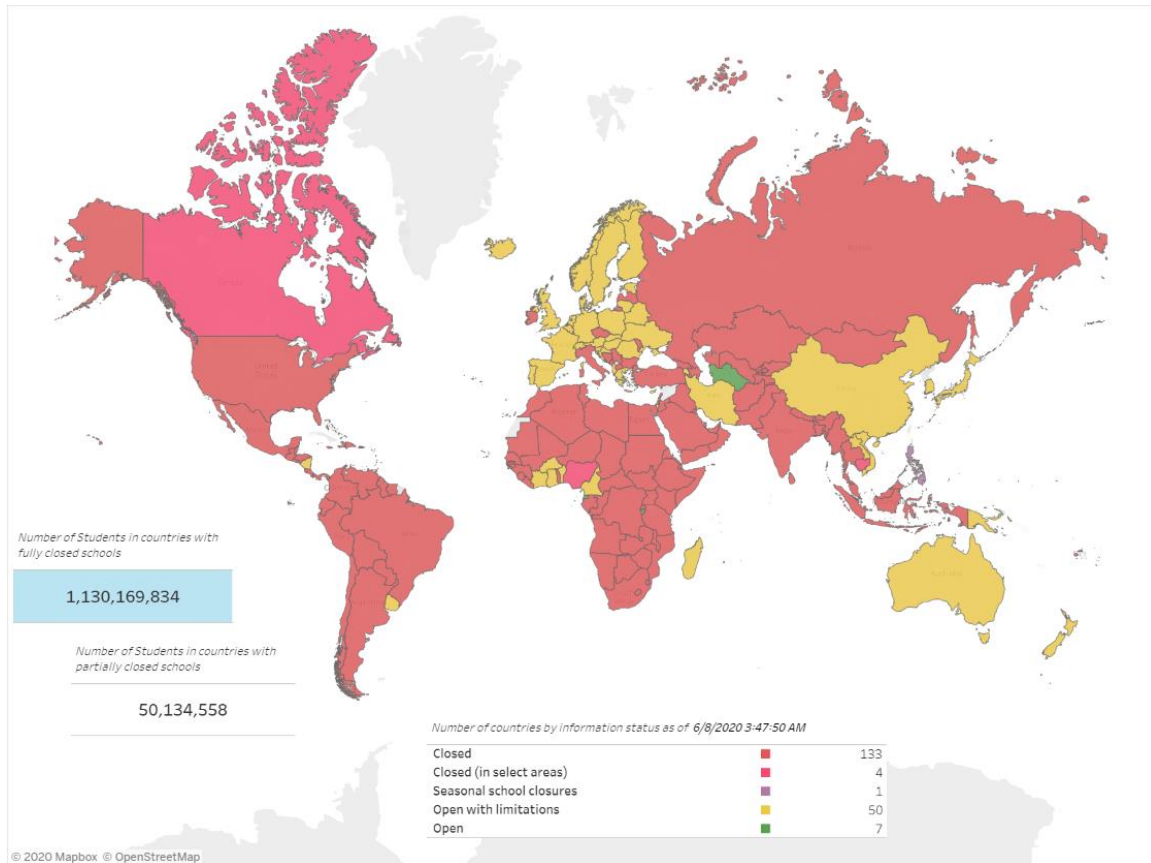 Number of Students in countries with
fully closed schools
1,130,169,834
Number of Students in countries with
partially closed schools
50,134,558
Number of countries by information status as of 6/8/2020 3:47:50 AM
Closed 133
Closed (in select areas) 4
Seasonal school closures 1
Open with limitations 50
Open 7
© 2020 Mapbox © OpenStreetMap